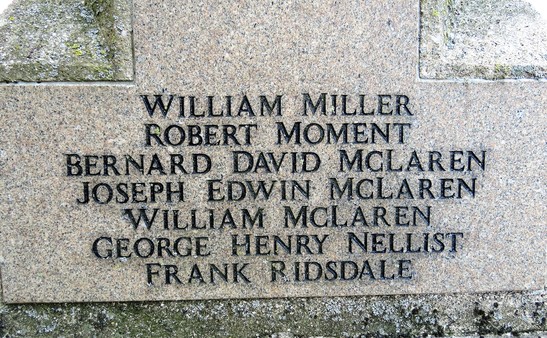 WILLIAM MILLER
ROBERT MOMENT
BERNARD DAVID MCLAREN
JOSEPH EDWIN MCLAREN
WILLIAM MCLAREN
GEORGE HENRY NELLIST
FRANK RIDSDALE